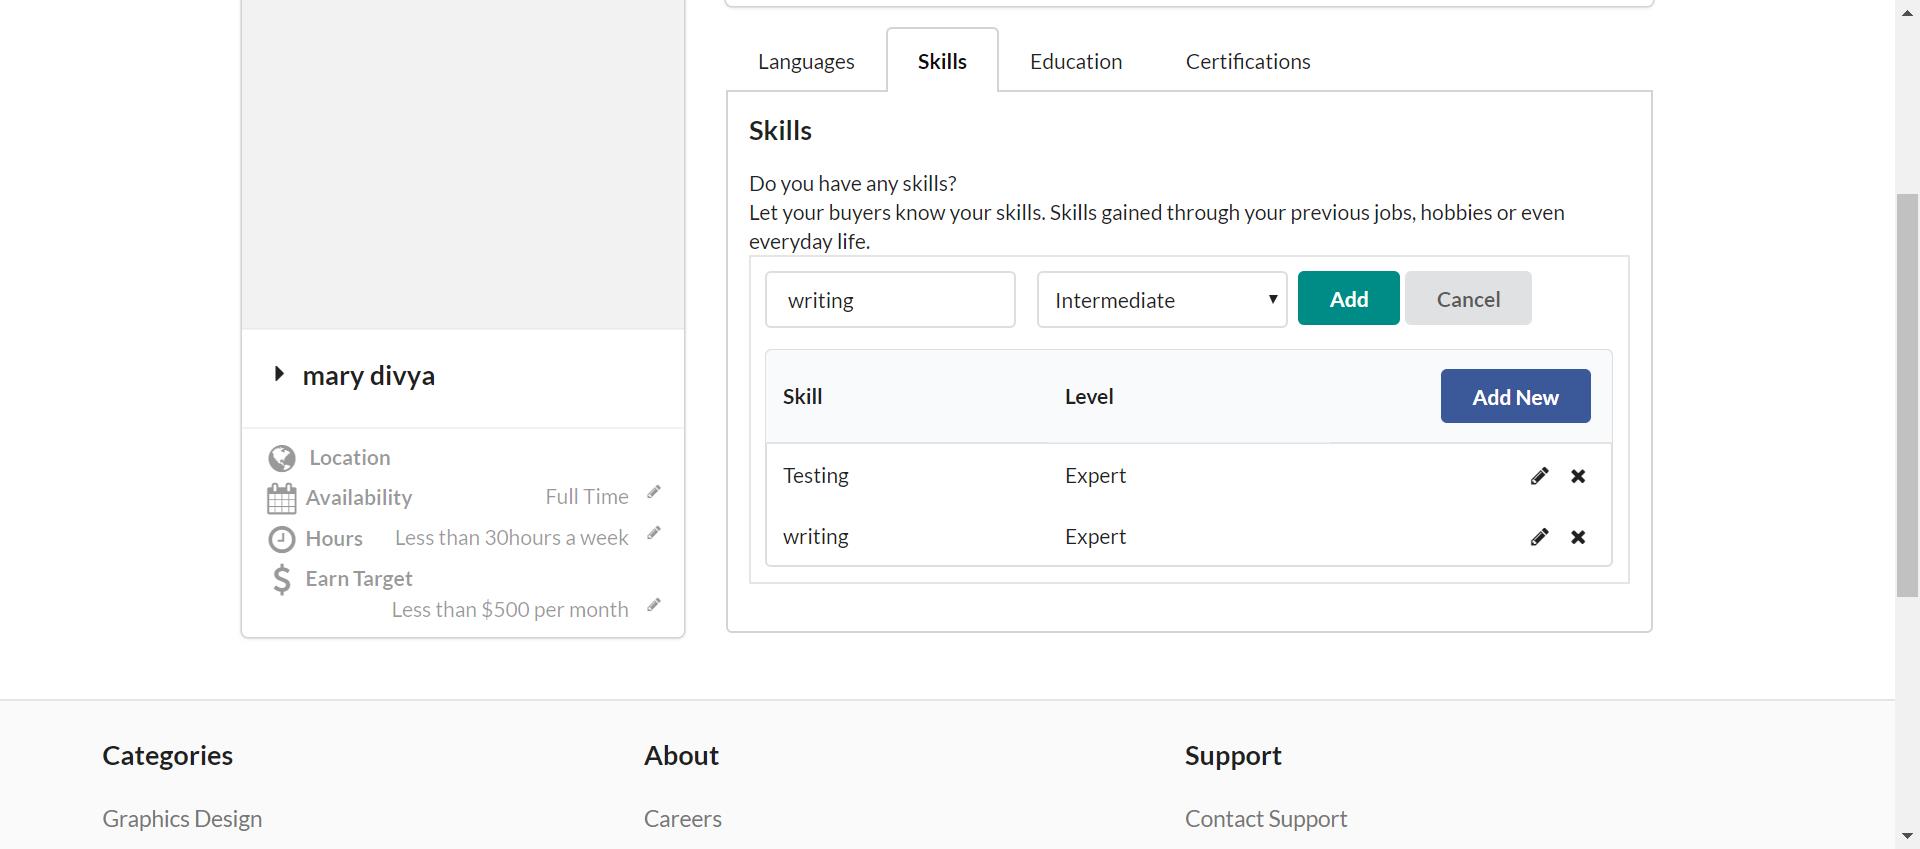 Languages Skills Education Certifications
Skills
Do you have any skills?
Let your buyers know your skills. Skills gained through your previous jobs, hobbies or even
everyday life.
writing Intermediate Add Cancel
Skill Level Add New
Testing Expert
writing Expert
mary divya
Location
Availability Full Time
Hours Less than 30hours a week
Earn Target
Less than $500 per month
Categories About Support
Graphics Design Careers Contact Support